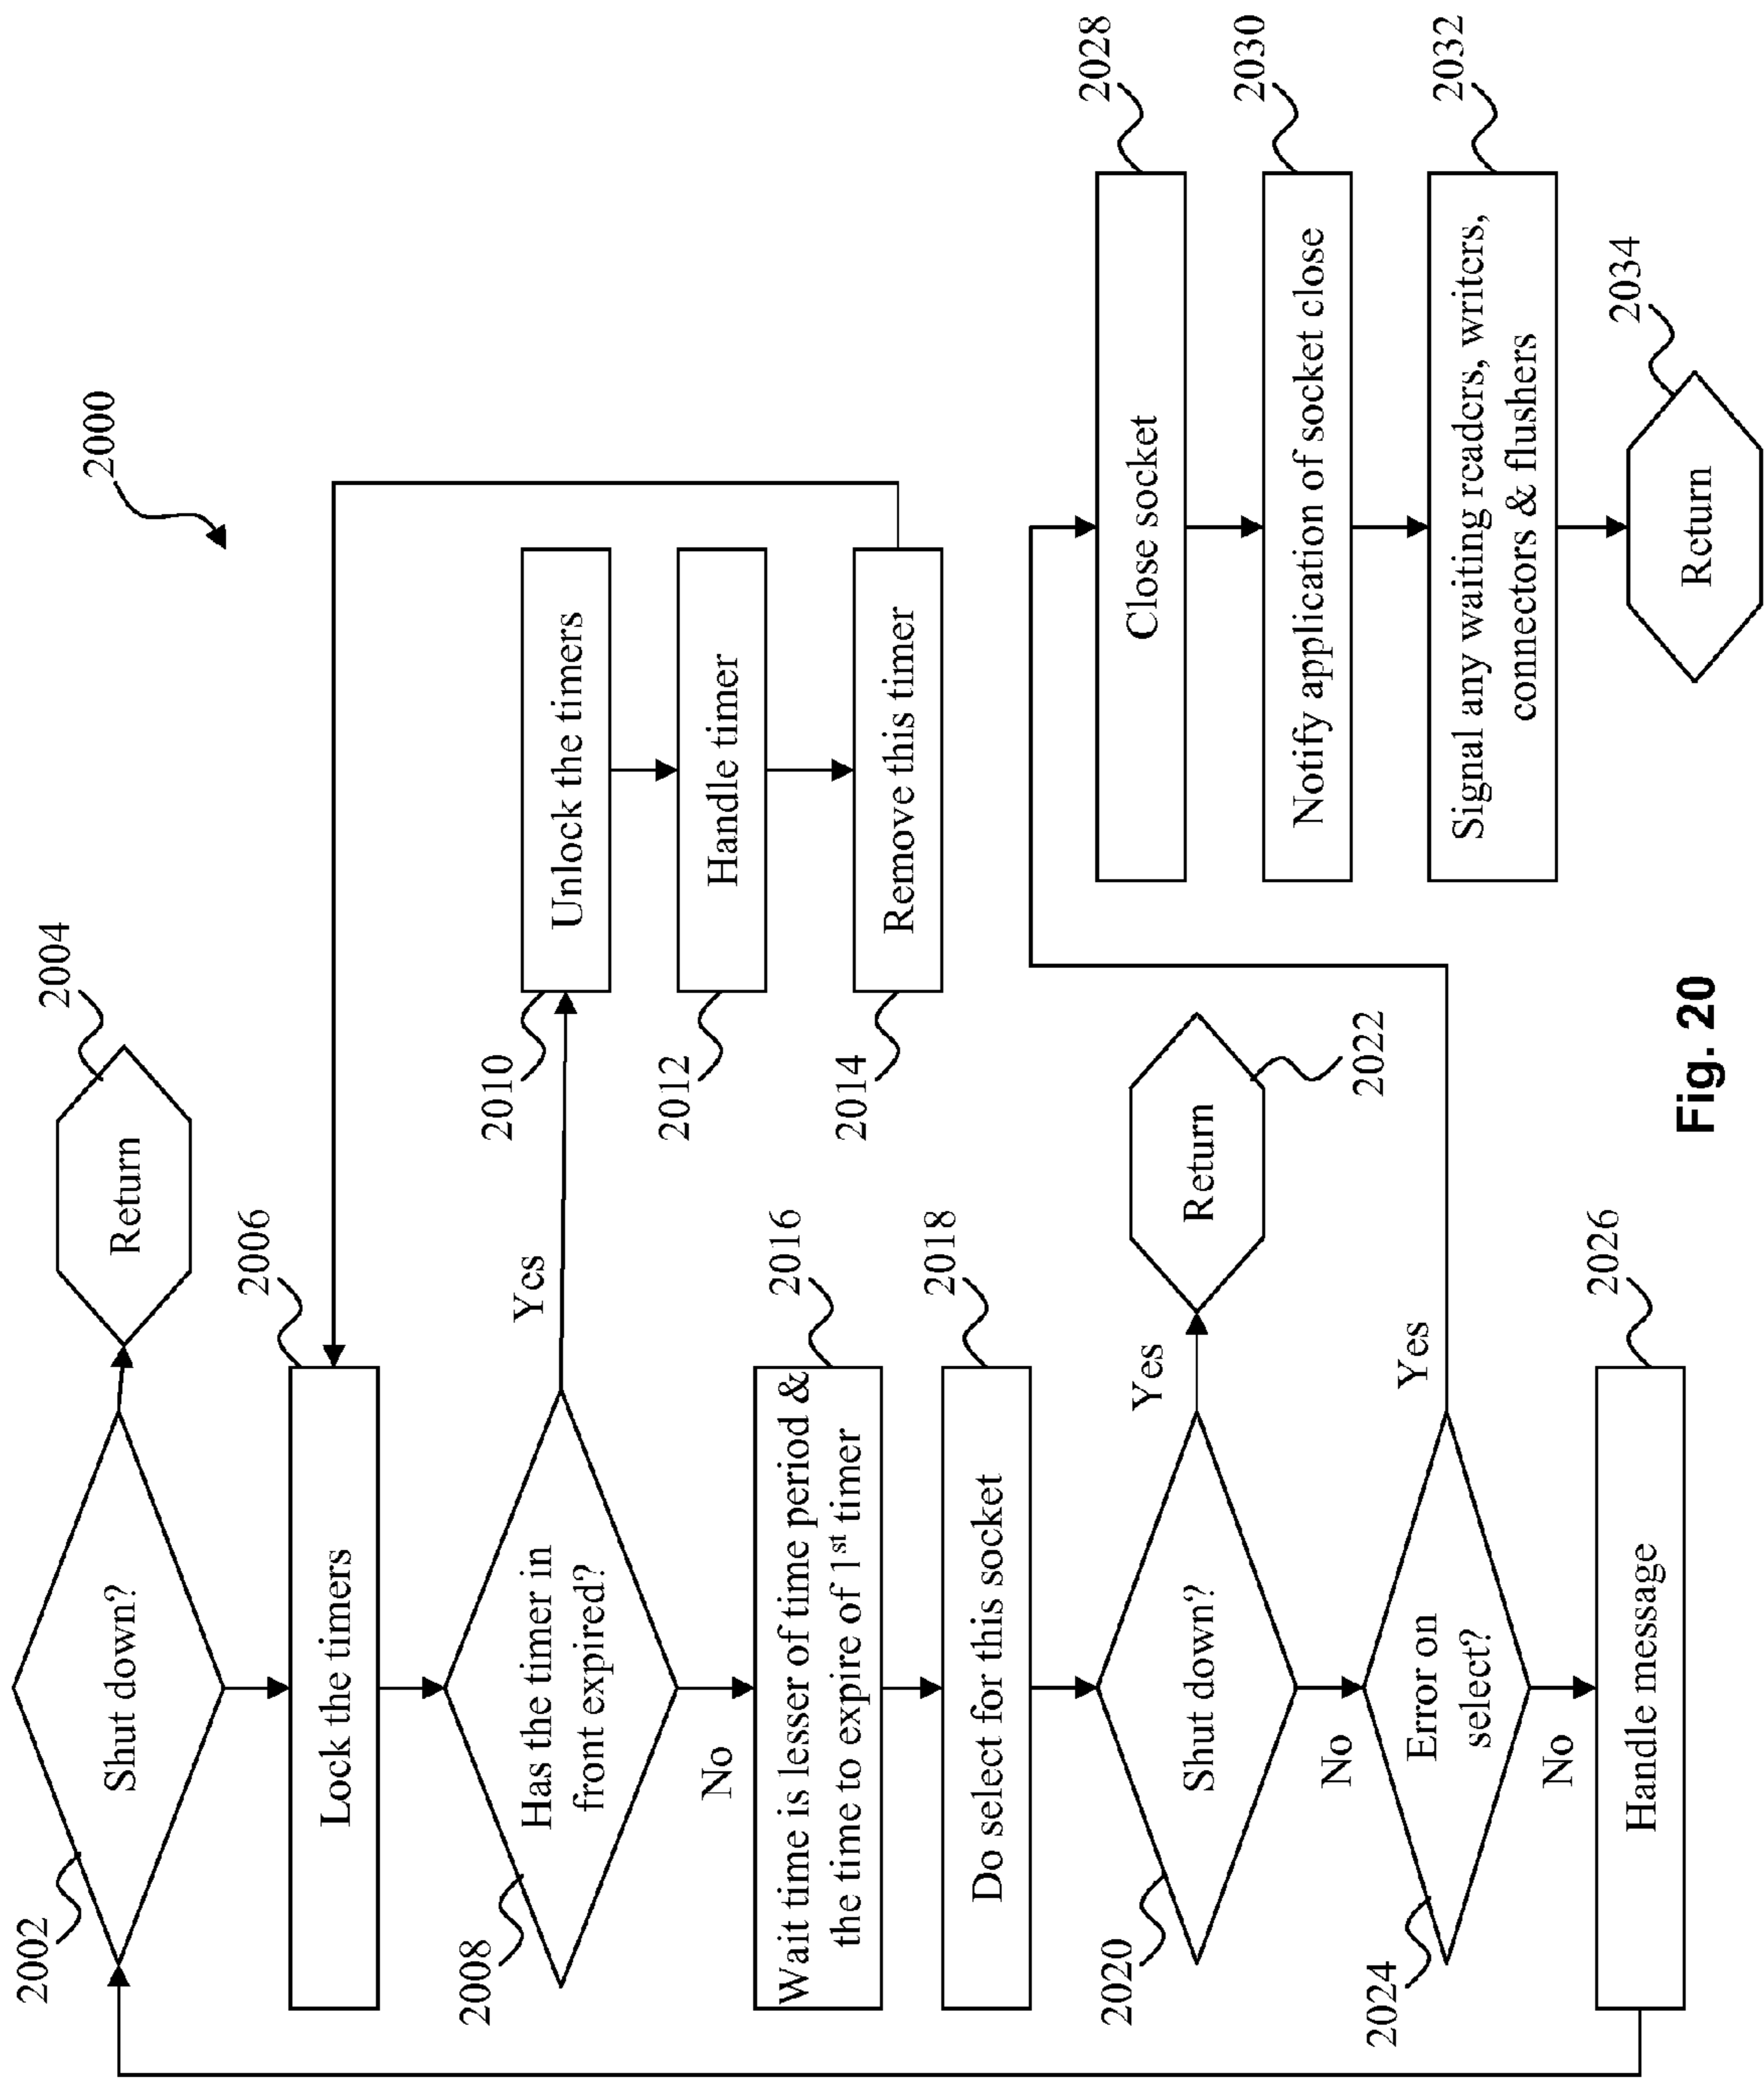 2000
2002
Shut down?
Return
2004
Lock the timers
2006
Has the timer in
front expired?
2008
Yes
No
Unlock the timers
2010
Handle timer
2012
Remove this timer
2014
Wait time is lesser of time period &
the time to expire of 1st timer
2016
Do select for this socket
2018
Shut down?
2020
Yes
No
Return
2022
Error on
select?
2024
Yes
No
Handle message
2026
Close socket
2028
Notify application of socket close
2030
Signal any waiting readers, writers,
connectors & flushers
2032
Return
2034
Fig. 20